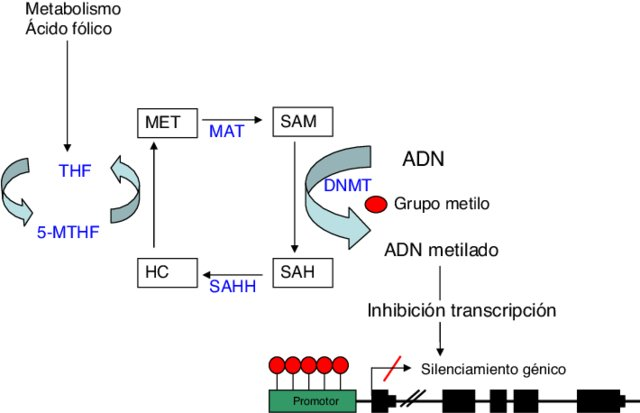 Metabolismo
Ácido fólico
MET
MAT
SAM
THF
5-MTHF
DNMT
ADN
Grupo metilo
HC
SAHH
SAH
ADN metilado
Inhibición transcripción
Silenciamiento génico
Promotor